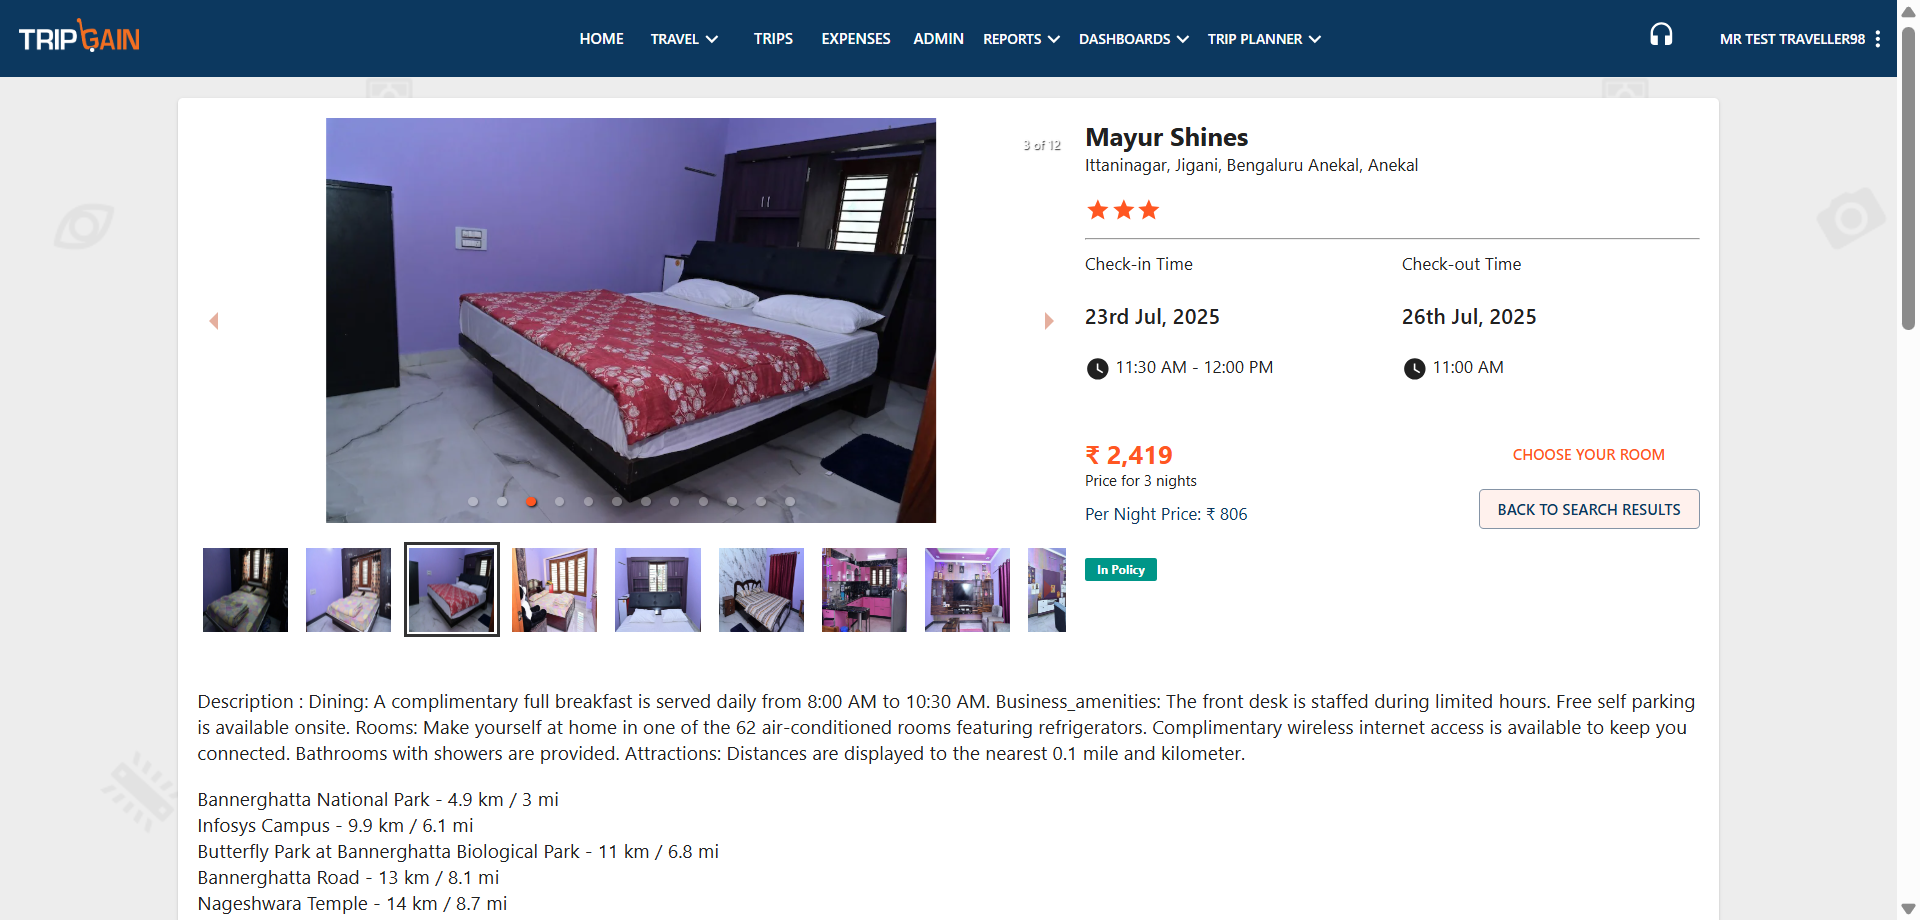 TRIPGAIN
HOME TRAVEL TRIPS EXPENSES ADMIN REPORTS DASHBOARDS TRIP PLANNER MR TEST TRAVELLER98
3 of 12
Mayur Shines
Ittaninagar, Jigani, Bengaluru Anekal, Anekal
Check-in Time Check-out Time
23rd Jul, 2025 26th Jul, 2025
11:30 AM - 12:00 PM 11:00 AM
₹ 2,419
CHOOSE YOUR ROOM
Price for 3 nights
Per Night Price: ₹ 806
BACK TO SEARCH RESULTS
In Policy
Description : Dining: A complimentary full breakfast is served daily from 8:00 AM to 10:30 AM. Business_amenities: The front desk is staffed during limited hours. Free self parking
is available onsite. Rooms: Make yourself at home in one of the 62 air-conditioned rooms featuring refrigerators. Complimentary wireless internet access is available to keep you
connected. Bathrooms with showers are provided. Attractions: Distances are displayed to the nearest 0.1 mile and kilometer.
Bannerghatta National Park - 4.9 km / 3 mi
Infosys Campus - 9.9 km / 6.1 mi
Butterfly Park at Bannerghatta Biological Park - 11 km / 6.8 mi
Bannerghatta Road - 13 km / 8.1 mi
Nageshwara Temple - 14 km / 8.7 mi